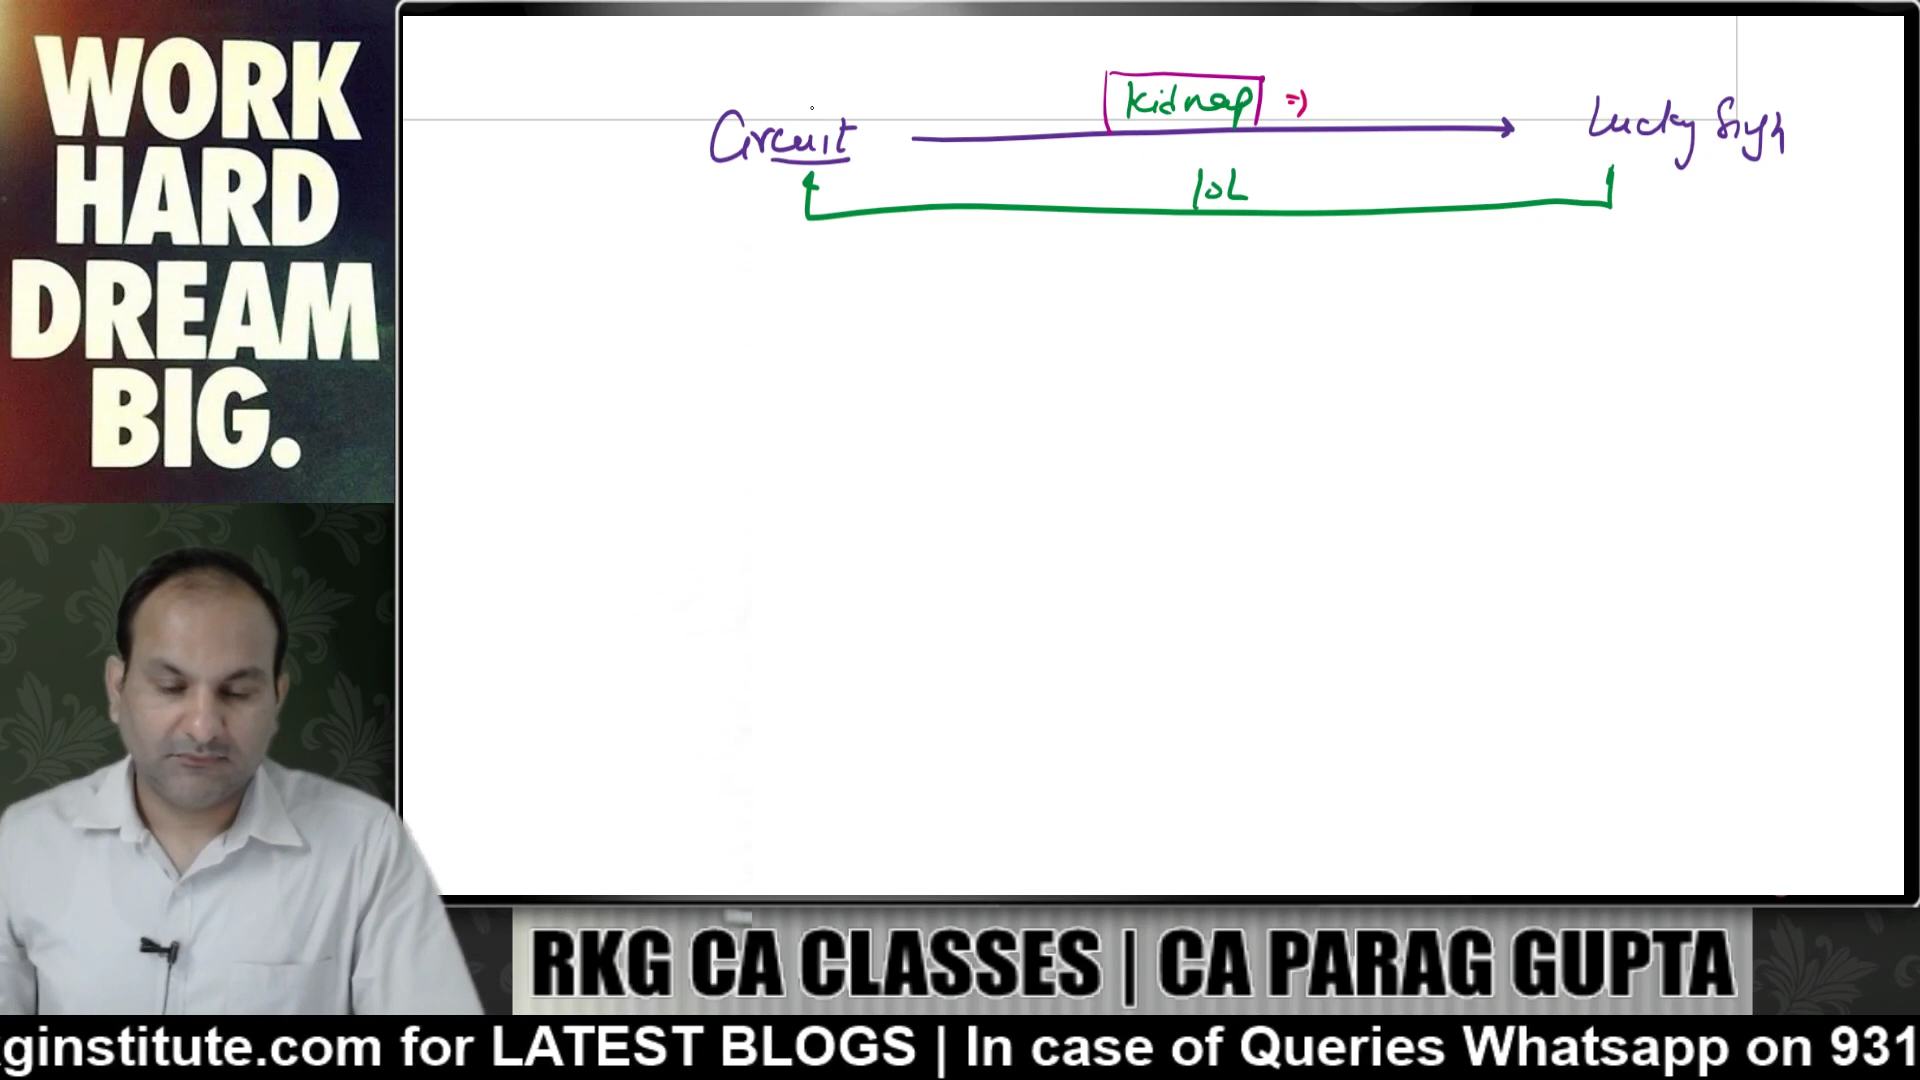 WORK
HARD
DREAM
BIG.
kidnap =)
Circuit
Lucky Singh
10L
RKG CA CLASSES | CA PARAG GUPTA
ginstitute.com for LATEST BLOGS | In case of Queries Whatsapp on 931